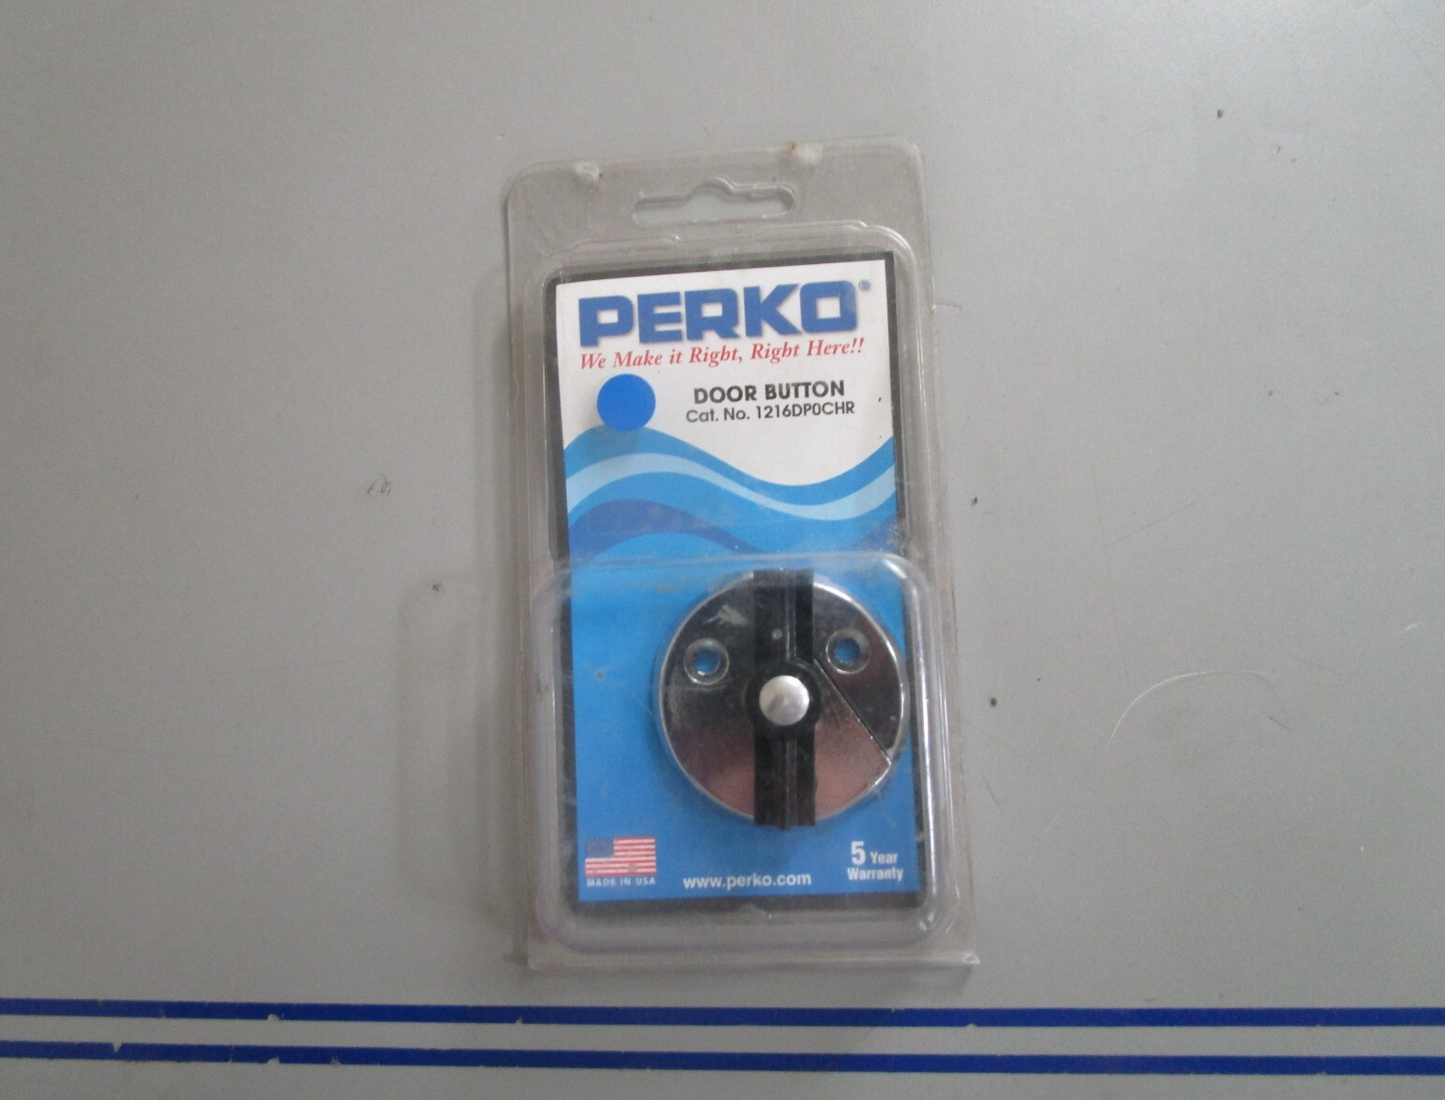 PERKO®
We Make it Right, Right Here!!
DOOR BUTTON
Cat. No. 1216DP0CHR
MADE IN USA
www.perko.com
5 Year
Warranty